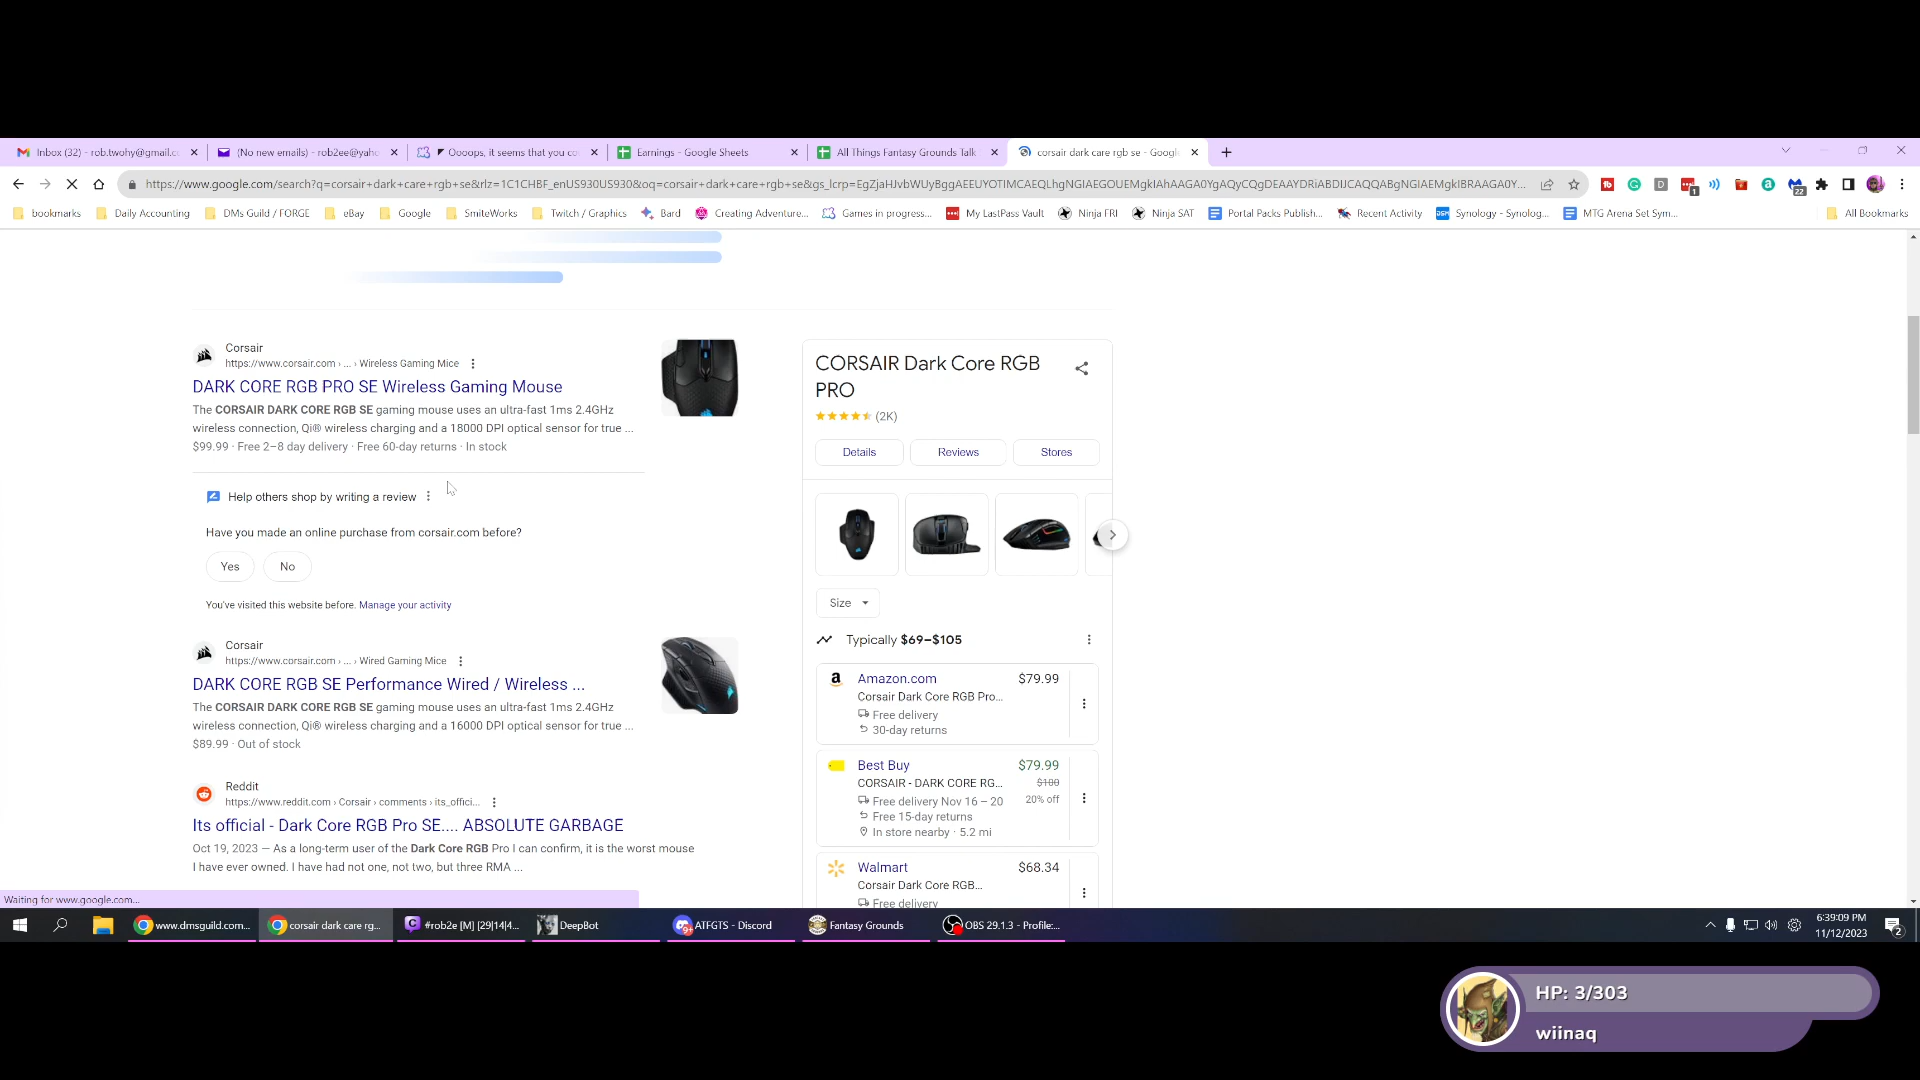 Inbox (32) - rob.twohy@gmail.c
(No new emails) - rob2ee@yaho
Oooops, it seems that you co
Earnings - Google Sheets
All Things Fantasy Grounds Talk
corsair dark care rgb se - Google
https://www.google.com/search?q=corsair+dark+care+rgb+se&rlz=1C1CHBF_enUS930US930&oq=corsair+dark+care+rgb+se&gs_lcrp=
bookmarks
Daily Accounting
DMs Guild / FORGE
eBay
Google
SmiteWorks
Twitch / Graphics
Bard
Creating Adventure...
Games in progress...
My LastPass Vault
Ninja FRI
Ninja SAT
Portal Packs Publish...
Recent Activity
Synology - Synolog...
MTG Arena Set Sym...
All Bookmarks
Corsair
https://www.corsair.com › ... › Wireless Gaming Mice
DARK CORE RGB PRO SE Wireless Gaming Mouse
The CORSAIR DARK CORE RGB SE gaming mouse uses an ultra-fast 1ms 2.4GHz
wireless connection, Qi® wireless charging and a 18000 DPI optical sensor for true ...
$99.99 · Free 2–8 day delivery · Free 60-day returns · In stock
Help others shop by writing a review
Have you made an online purchase from corsair.com before?
Yes
No
You've visited this website before. Manage your activity
Corsair
https://www.corsair.com › ... › Wired Gaming Mice
DARK CORE RGB SE Performance Wired / Wireless ...
The CORSAIR DARK CORE RGB SE gaming mouse uses an ultra-fast 1ms 2.4GHz
wireless connection, Qi® wireless charging and a 16000 DPI optical sensor for true ...
$89.99 · Out of stock
Reddit
https://www.reddit.com › Corsair › comments › its_offici...
Its official - Dark Core RGB Pro SE.... ABSOLUTE GARBAGE
Oct 19, 2023 — As a long-term user of the Dark Core RGB Pro I can confirm, it is the worst mouse
I have ever owned. I have had not one, not two, but three RMA ...
CORSAIR Dark Core RGB
PRO
(2K)
Details
Reviews
Stores
Size
Typically $69–$105
Amazon.com
$79.99
Corsair Dark Core RGB Pro...
Free delivery
30-day returns
Best Buy
$79.99
CORSAIR - DARK CORE RG...
$100
Free delivery Nov 16 – 20
20% off
Free 15-day returns
In store nearby · 5.2 mi
Walmart
$68.34
Corsair Dark Core RGB...
Free delivery
Waiting for www.google.com...
www.dmsguild.com...
corsair dark care rg...
#rob2e [M] [29|14|4...
DeepBot
ATFGTS - Discord
Fantasy Grounds
OBS 29.1.3 - Profile:...
6:39:09 PM
11/12/2023
2
HP: 3/303
wiinaq